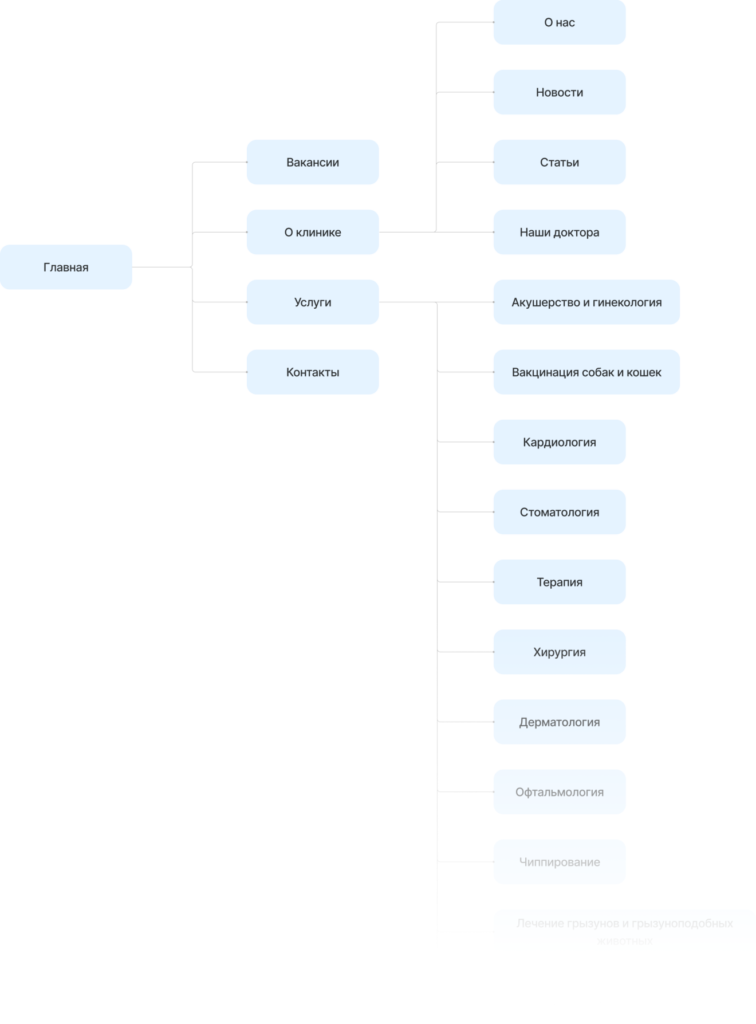 О нас
Новости
Вакансии
Статьи
О клинике
Наши доктора
Главная
Услуги
Акушерство и гинекология
Контакты
Вакцинация собак и кошек
Кардиология
Стоматология
Терапия
Хирургия
Дерматология
Офтальмология
Чиппирование
Лечение грызунов и грызуноподобных
животных